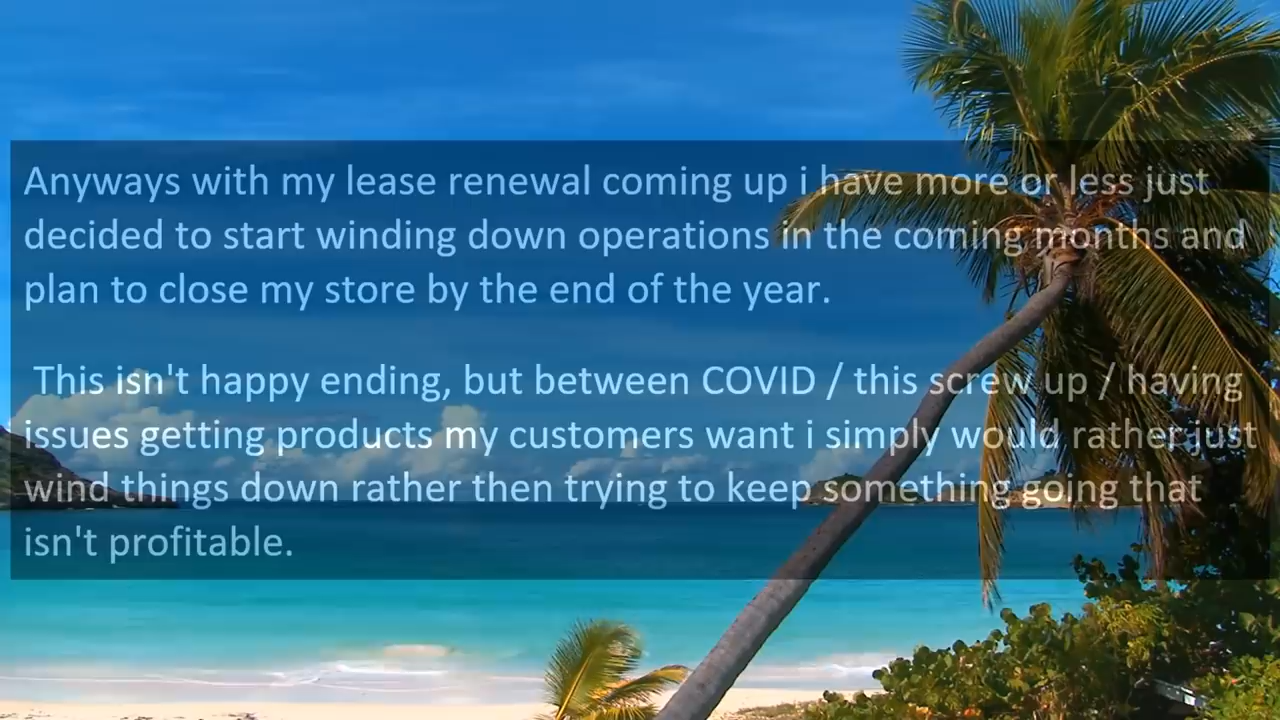 Anyways with my lease renewal coming up i have more or less just
decided to start winding down operations in the coming months and
plan to close my store by the end of the year.
This isn't happy ending, but between COVID / this screw up / having
issues getting products my customers want i simply would rather just
wind things down rather then trying to keep something going that
isn't profitable.